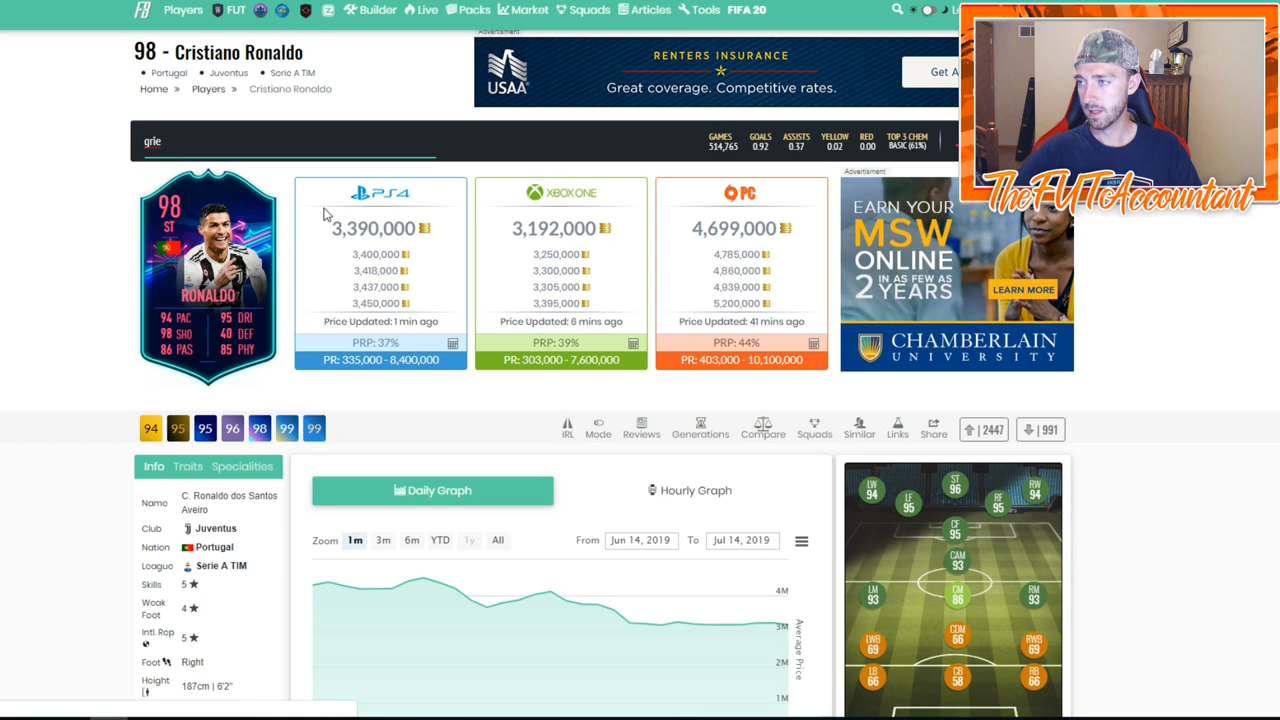 Players FUT Builder Live Packs Market Squads Articles Tools FIFA 20
98 - Cristiano Ronaldo
Portugal Juventus Serie A TIM
Home » Players » Cristiano Ronaldo
Advertisment
RENTERS INSURANCE
Great coverage. Competitive rates.
USAA®
Get A
grie
GAMES GOALS ASSISTS YELLOW RED TOP 3 CHEM
514,765 0.92 0.37 0.02 0.00 BASIC (61%)
TheFUTAccountant
98
ST
RONALDO
94 PAC 95 DRI
98 SHO 40 DEF
86 PAS 85 PHY
PS4
3,390,000
3,400,000
3,418,000
3,437,000
3,450,000
Price Updated: 1 min ago
PRP: 37%
PR: 335,000 - 8,400,000
XBOX ONE
3,192,000
3,250,000
3,300,000
3,305,000
3,395,000
Price Updated: 6 mins ago
PRP: 39%
PR: 303,000 - 7,600,000
PC
4,699,000
4,785,000
4,860,000
4,939,000
5,200,000
Price Updated: 41 mins ago
PRP: 44%
PR: 403,000 - 10,100,000
Advertisment
EARN YOUR
MSW
ONLINE
IN AS FEW AS
2 YEARS
LEARN MORE
CHAMBERLAIN
UNIVERSITY
94 95 95 96 98 99 99
IRL Mode Reviews Generations Compare Squads Similar Links Share | 2447 | 991
Info Traits Specialities
Name C. Ronaldo dos Santos Aveiro
Club Juventus
Nation Portugal
League Serie A TIM
Skills 5
Weak Foot 4
Intl. Rep 5
Foot Right
Height 187cm | 6'2"
Daily Graph Hourly Graph
Zoom 1m 3m 6m YTD 1y All From Jun 14, 2019 To Jul 14, 2019
4M
3M
2M
1M
Average Price
LW 94
LF 95
ST 96
RF 95
RW 94
CF 95
CAM 93
LM 93
CM 86
RM 93
LWB 69
CDM 66
RWB 69
LB 66
CB 58
RB 66